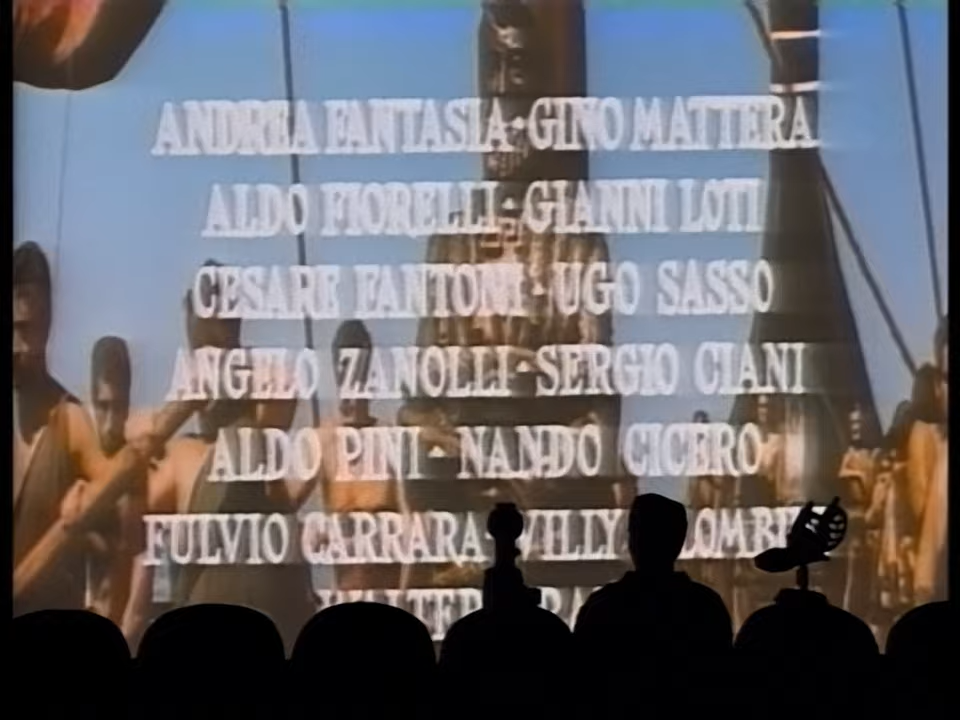 ANDREA FANTASIA · GINO MATTERA
ALDO FIORELLI · GIANNI LOTI
CESARE FANTONI · UGO SASSO
ANGELO ZANOLLI · SERGIO CIANI
ALDO PINI · NANDO CICERO
FULVIO CARRARA · WILLY